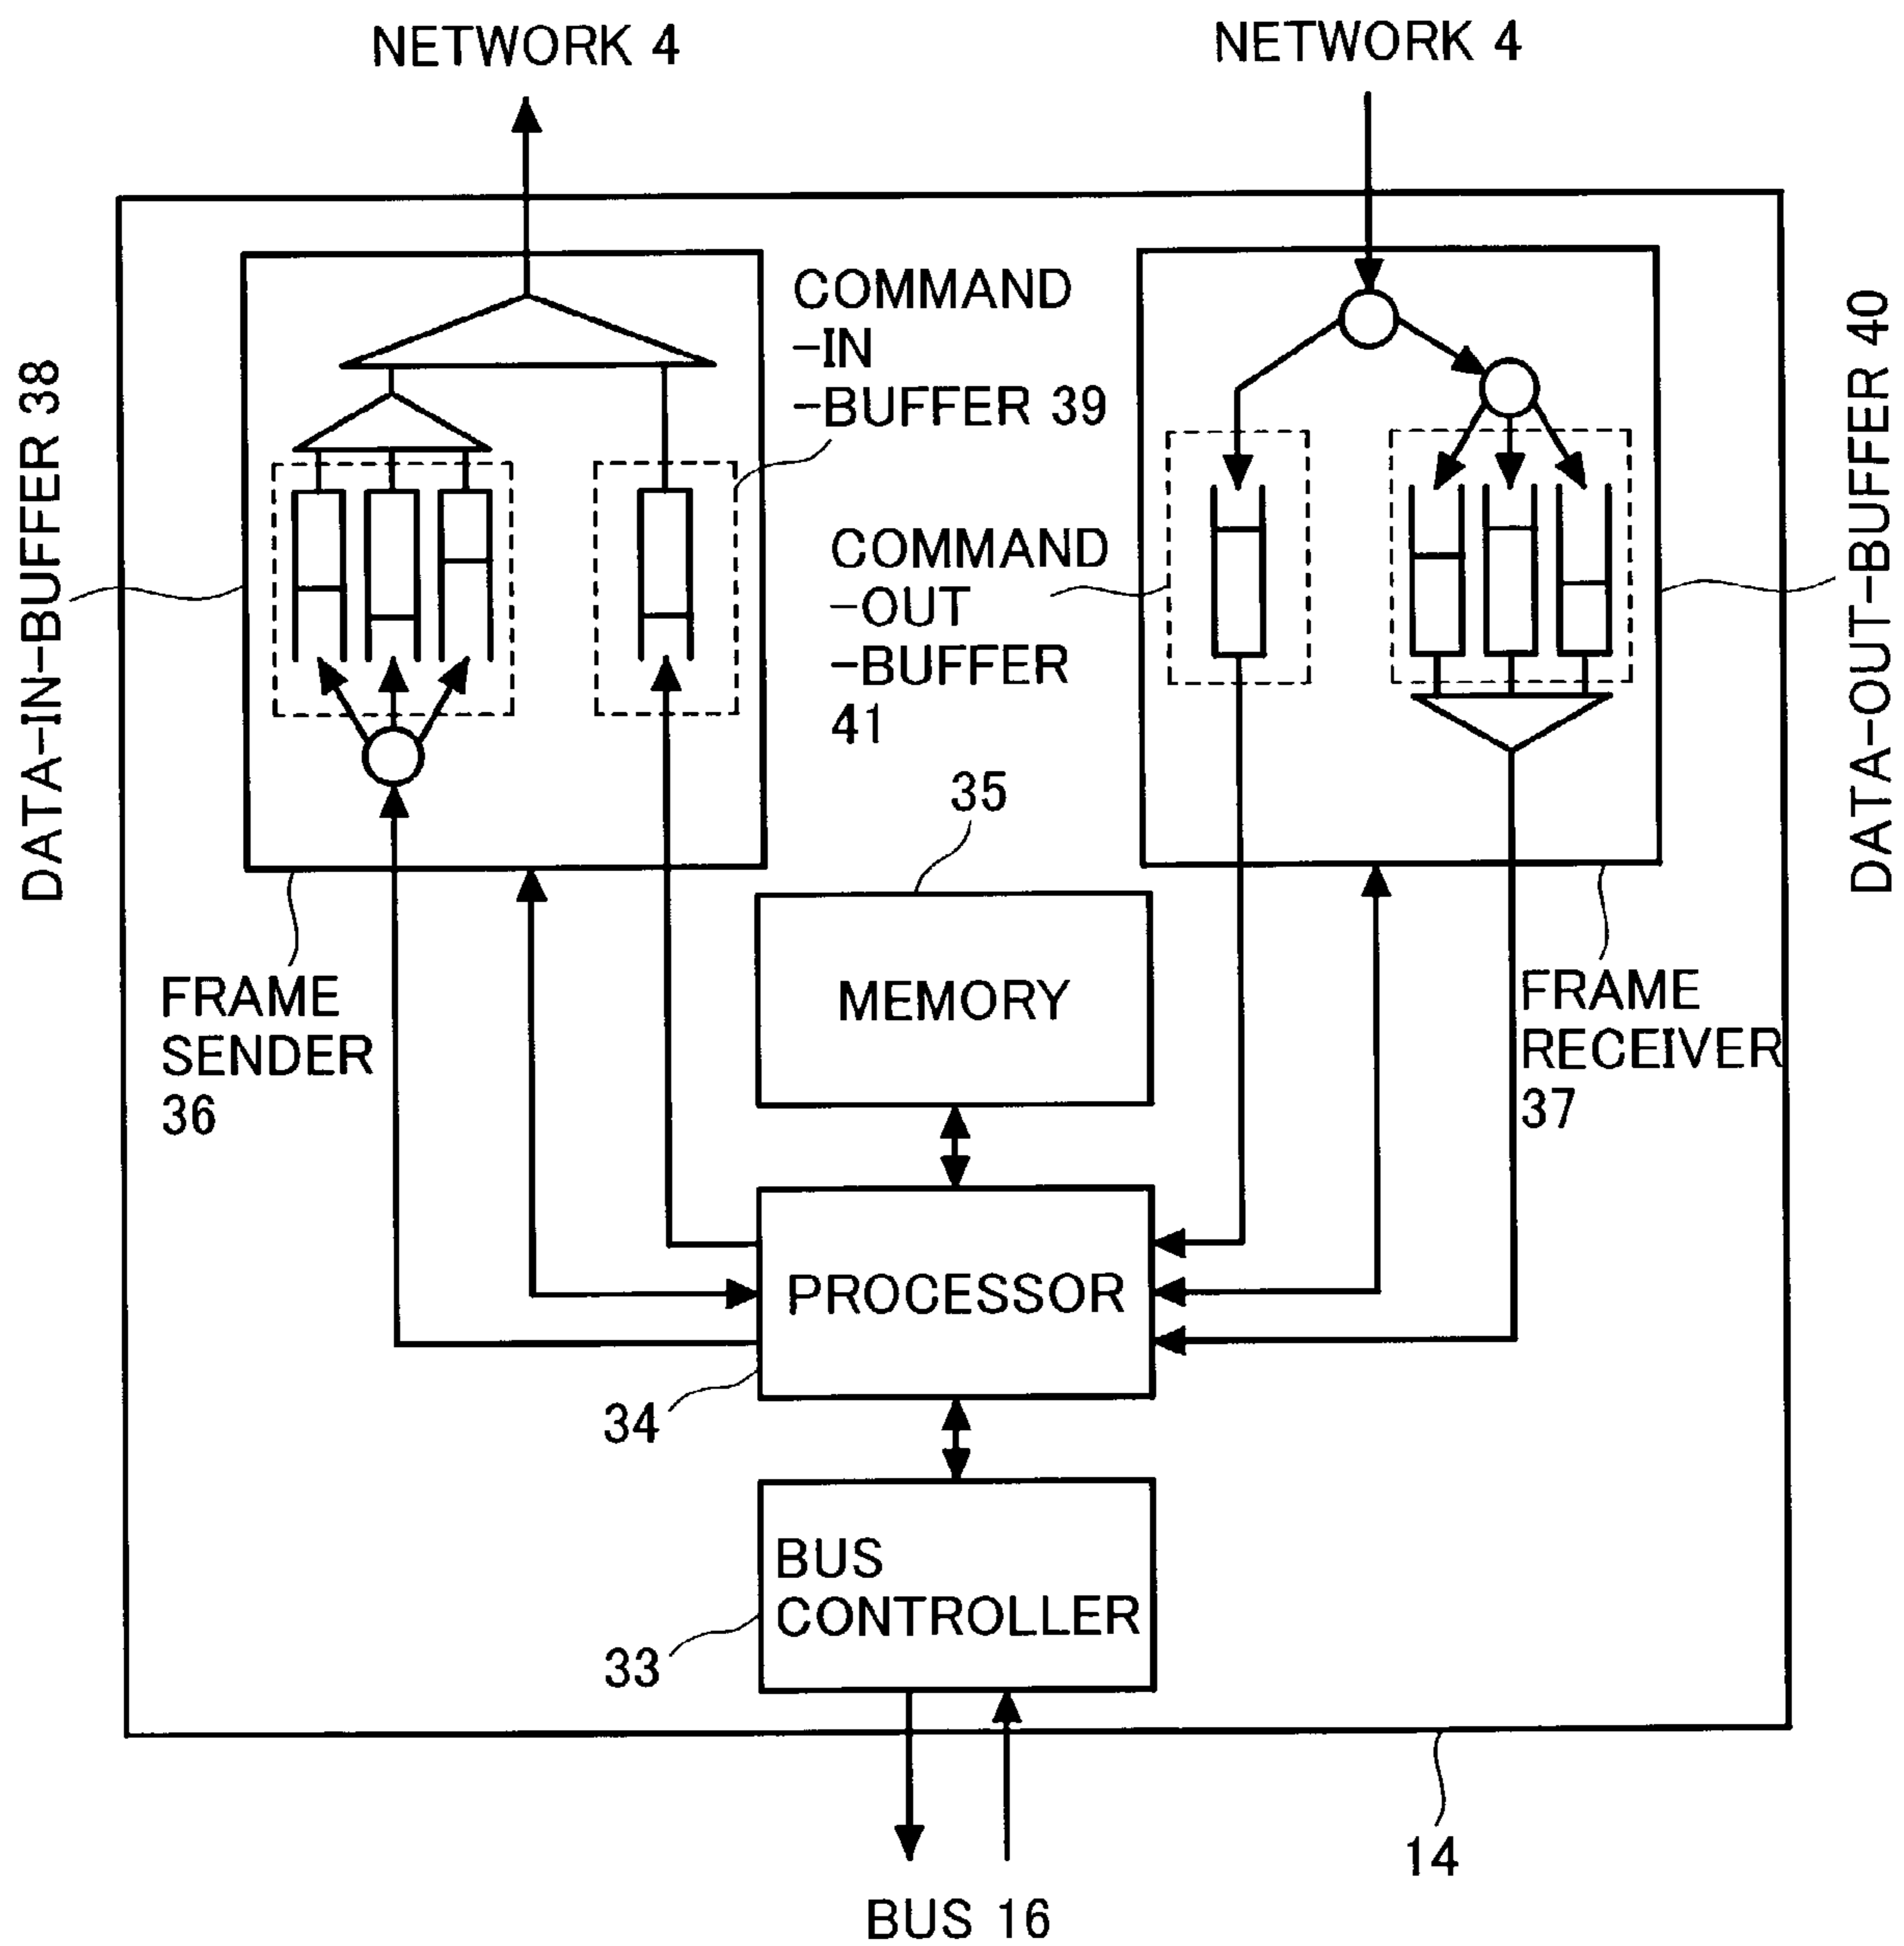 NETWORK 4
NETWORK 4
COMMAND
-IN
-BUFFER 39
DATA-IN-BUFFER 38
DATA-OUT-BUFFER 40
COMMAND
-OUT
-BUFFER
41
35
FRAME
SENDER
36
MEMORY
FRAME
RECEIVER
37
PROCESSOR
34
BUS
CONTROLLER
33
14
BUS 16